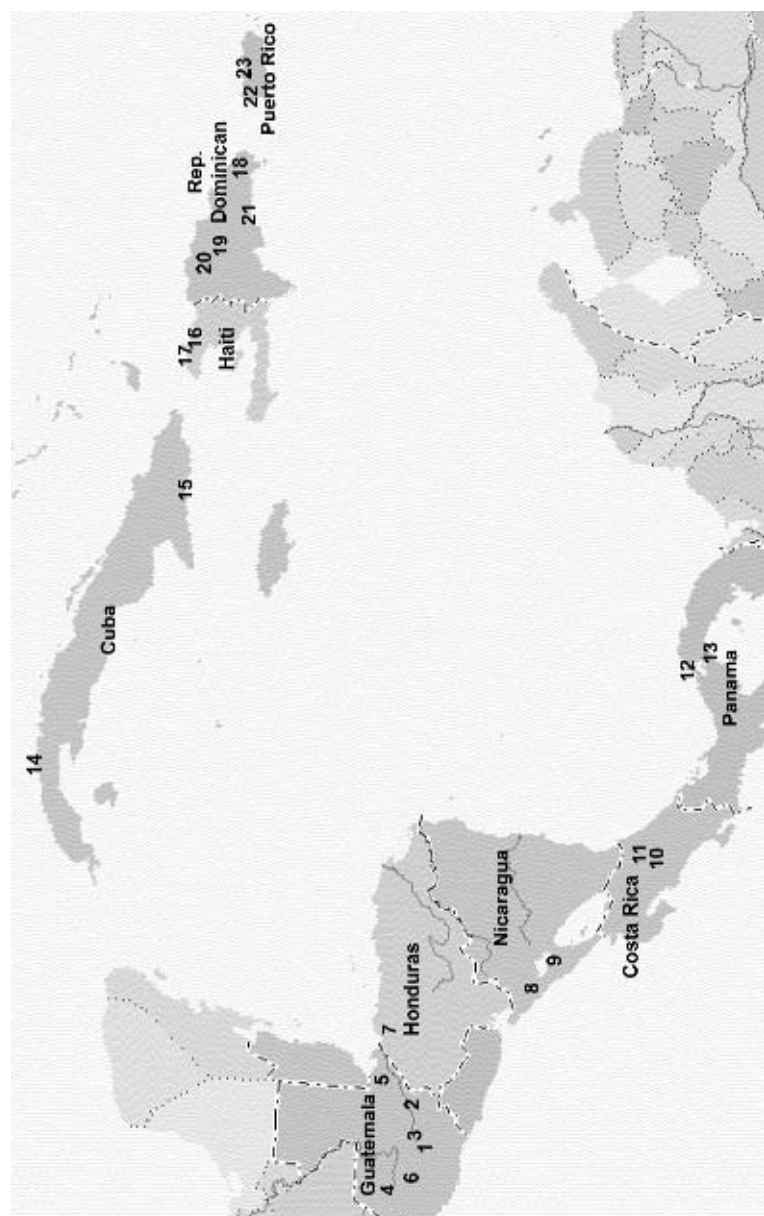 14
Cuba
15
17
16
Haiti
20
19
Rep.
Dominican
21
18
22
23
Puerto Rico
7
Honduras
5
Guatemala
4
6
1
3
2
Nicaragua
8
9
Costa Rica
11
10
12
13
Panama